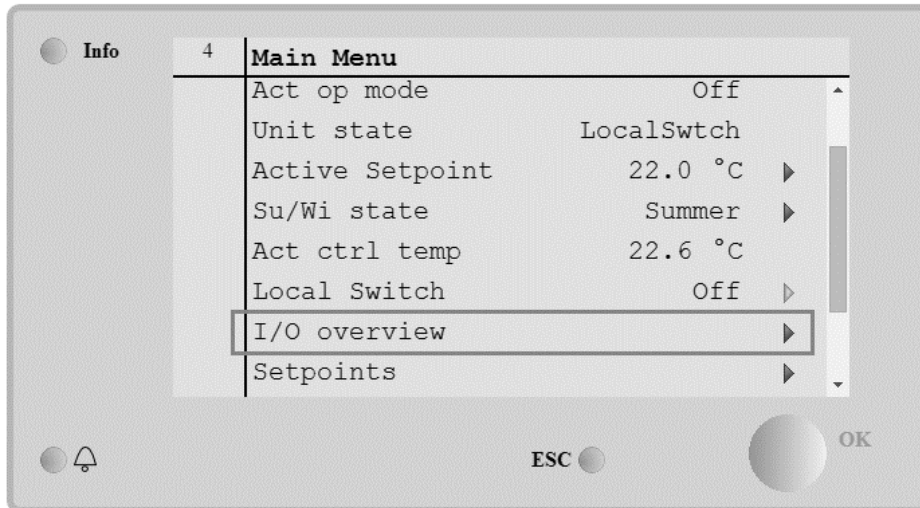 Info
4 Main Menu
Act op mode Off
Unit state LocalSwtch
Active Setpoint 22.0 °C
Su/Wi state Summer
Act ctrl temp 22.6 °C
Local Switch Off
I/O overview
Setpoints
ESC OK